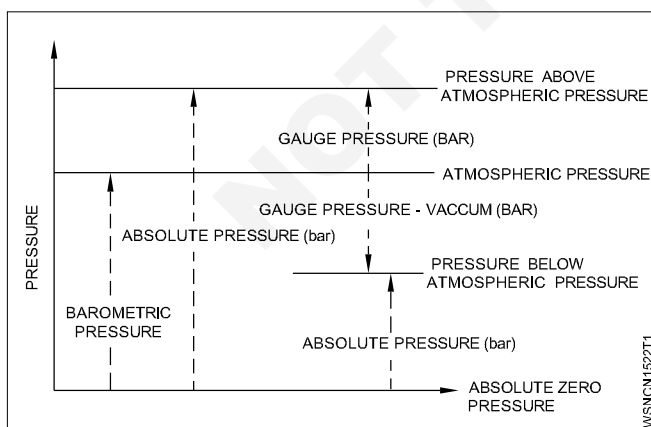 PRESSURE ABOVE
ATMOSPHERIC PRESSURE
GAUGE PRESSURE (BAR)
ATMOSPHERIC PRESSURE
GAUGE PRESSURE - VACCUM (BAR)
ABSOLUTE PRESSURE (bar)
PRESSURE
PRESSURE BELOW
ATMOSPHERIC PRESSURE
BAROMETRIC
PRESSURE
ABSOLUTE PRESSURE (bar)
ABSOLUTE ZERO
PRESSURE
WSNCN1522T1
NOT T